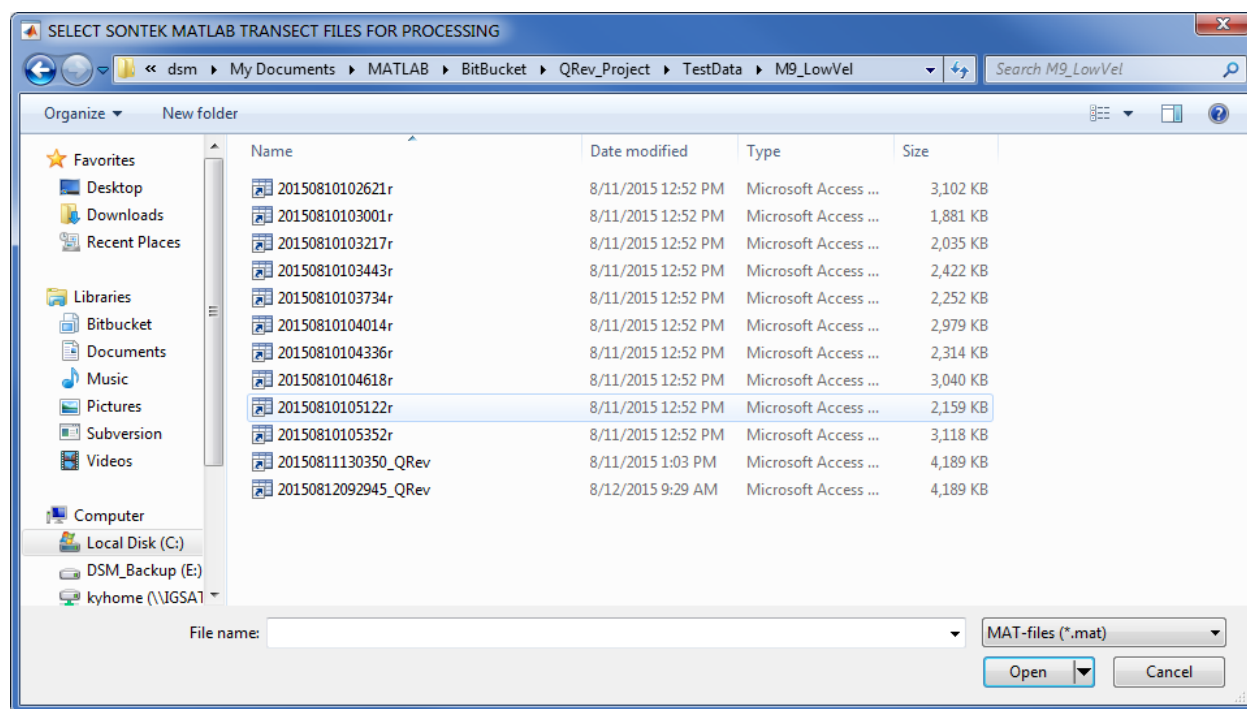 SELECT SONTEK MATLAB TRANSECT FILES FOR PROCESSING
X
« dsm ▸ My Documents ▸ MATLAB ▸ BitBucket ▸ QRev_Project ▸ TestData ▸ M9_LowVel Search M9_LowVel
Organize New folder
Name Date modified Type Size
Favorites
Desktop
Downloads
Recent Places
Libraries
Bitbucket
Documents
Music
Pictures
Subversion
Videos
Computer
Local Disk (C:)
DSM_Backup (E:)
kyhome (\\IGSAT
20150810102621r 8/11/2015 12:52 PM Microsoft Access ... 3,102 KB
20150810103001r 8/11/2015 12:52 PM Microsoft Access ... 1,881 KB
20150810103217r 8/11/2015 12:52 PM Microsoft Access ... 2,035 KB
20150810103443r 8/11/2015 12:52 PM Microsoft Access ... 2,422 KB
20150810103734r 8/11/2015 12:52 PM Microsoft Access ... 2,252 KB
20150810104014r 8/11/2015 12:52 PM Microsoft Access ... 2,979 KB
20150810104336r 8/11/2015 12:52 PM Microsoft Access ... 2,314 KB
20150810104618r 8/11/2015 12:52 PM Microsoft Access ... 3,040 KB
20150810105122r 8/11/2015 12:52 PM Microsoft Access ... 2,159 KB
20150810105352r 8/11/2015 12:52 PM Microsoft Access ... 3,118 KB
20150811130350_QRev 8/11/2015 1:03 PM Microsoft Access ... 4,189 KB
20150812092945_QRev 8/12/2015 9:29 AM Microsoft Access ... 4,189 KB
File name: MAT-files (*.mat)
Open Cancel